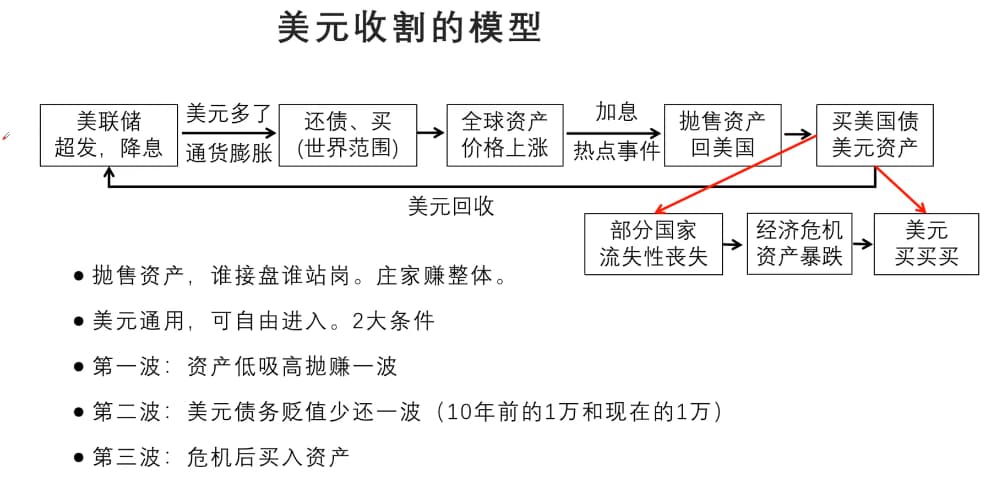 美元收割的模型
美联储
超发，降息
美元多了
通货膨胀
还债、买
(世界范围)
全球资产
价格上涨
加息
热点事件
抛售资产
回美国
买美国债
美元资产
美元回收
部分国家
流失性丧失
经济危机
资产暴跌
美元
买买买
● 抛售资产，谁接盘谁站岗。庄家赚整体。
● 美元通用，可自由进入。2大条件
● 第一波：资产低吸高抛赚一波
● 第二波：美元债务贬值少还一波（10年前的1万和现在的1万）
● 第三波：危机后买入资产